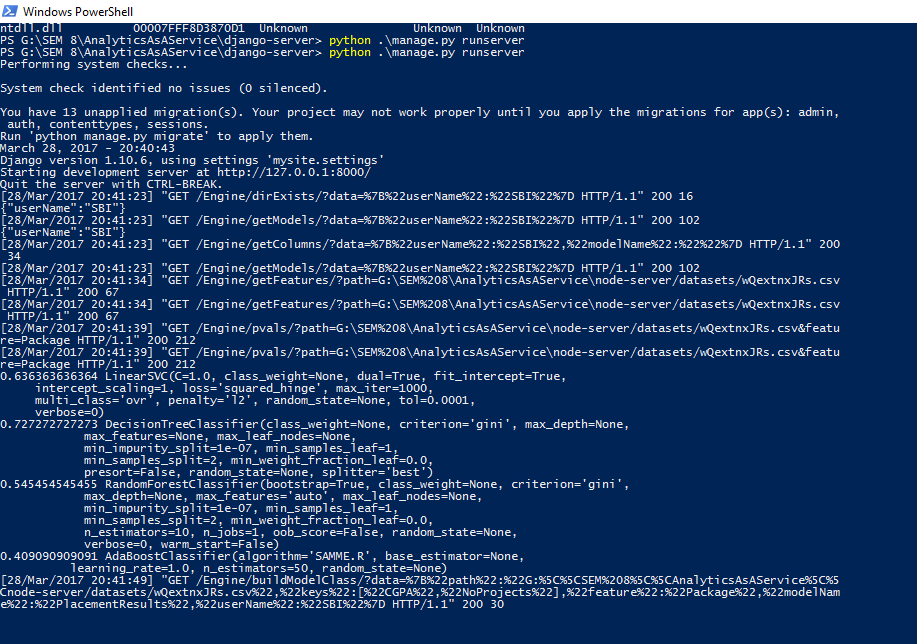 Windows PowerShell
ntdll.dll          00007FFF8D3870D1  Unknown               Unknown  Unknown
PS G:\SEM 8\AnalyticsAsAService\django-server> python .\manage.py runserver
PS G:\SEM 8\AnalyticsAsAService\django-server> python .\manage.py runserver
Performing system checks...
System check identified no issues (0 silenced).
You have 13 unapplied migration(s). Your project may not work properly until you apply the migrations for app(s): admin,
 auth, contenttypes, sessions.
Run 'python manage.py migrate' to apply them.
March 28, 2017 - 20:40:43
Django version 1.10.6, using settings 'mysite.settings'
Starting development server at http://127.0.0.1:8000/
Quit the server with CTRL-BREAK.
[28/Mar/2017 20:41:23] "GET /Engine/dirExists/?data=%7B%22userName%22:%22SBI%22%7D HTTP/1.1" 200 16
{"userName":"SBI"}
[28/Mar/2017 20:41:23] "GET /Engine/getModels/?data=%7B%22userName%22:%22SBI%22%7D HTTP/1.1" 200 102
{"userName":"SBI"}
[28/Mar/2017 20:41:23] "GET /Engine/getColumns/?data=%7B%22userName%22:%22SBI%22,%22modelName%22:%22%22%7D HTTP/1.1" 200
 34
[28/Mar/2017 20:41:23] "GET /Engine/getModels/?data=%7B%22userName%22:%22SBI%22%7D HTTP/1.1" 200 102
[28/Mar/2017 20:41:34] "GET /Engine/getFeatures/?path=G:\SEM%208\AnalyticsAsAService\node-server/datasets/wQextnxJRs.csv
 HTTP/1.1" 200 67
[28/Mar/2017 20:41:34] "GET /Engine/getFeatures/?path=G:\SEM%208\AnalyticsAsAService\node-server/datasets/wQextnxJRs.csv
 HTTP/1.1" 200 67
[28/Mar/2017 20:41:39] "GET /Engine/pvals/?path=G:\SEM%208\AnalyticsAsAService\node-server/datasets/wQextnxJRs.csv&featu
re=Package HTTP/1.1" 200 212
[28/Mar/2017 20:41:39] "GET /Engine/pvals/?path=G:\SEM%208\AnalyticsAsAService\node-server/datasets/wQextnxJRs.csv&featu
re=Package HTTP/1.1" 200 212
0.636363636364 LinearSVC(C=1.0, class_weight=None, dual=True, fit_intercept=True,
     intercept_scaling=1, loss='squared_hinge', max_iter=1000,
     multi_class='ovr', penalty='l2', random_state=None, tol=0.0001,
     verbose=0)
0.727272727273 DecisionTreeClassifier(class_weight=None, criterion='gini', max_depth=None,
            max_features=None, max_leaf_nodes=None,
            min_impurity_split=1e-07, min_samples_leaf=1,
            min_samples_split=2, min_weight_fraction_leaf=0.0,
            presort=False, random_state=None, splitter='best')
0.545454545455 RandomForestClassifier(bootstrap=True, class_weight=None, criterion='gini',
            max_depth=None, max_features='auto', max_leaf_nodes=None,
            min_impurity_split=1e-07, min_samples_leaf=1,
            min_samples_split=2, min_weight_fraction_leaf=0.0,
            n_estimators=10, n_jobs=1, oob_score=False, random_state=None,
            verbose=0, warm_start=False)
0.409090909091 AdaBoostClassifier(algorithm='SAMME.R', base_estimator=None,
          learning_rate=1.0, n_estimators=50, random_state=None)
[28/Mar/2017 20:41:49] "GET /Engine/buildModelClass/?data=%7B%22path%22:%22G:%5C%5CSEM%208%5C%5CAnalyticsAsAService%5C%5
Cnode-server/datasets/wQextnxJRs.csv%22,%22keys%22:[%22CGPA%22,%22NoProjects%22],%22feature%22:%22Package%22,%22modelNam
e%22:%22PlacementResults%22,%22userName%22:%22SBI%22%7D HTTP/1.1" 200 30